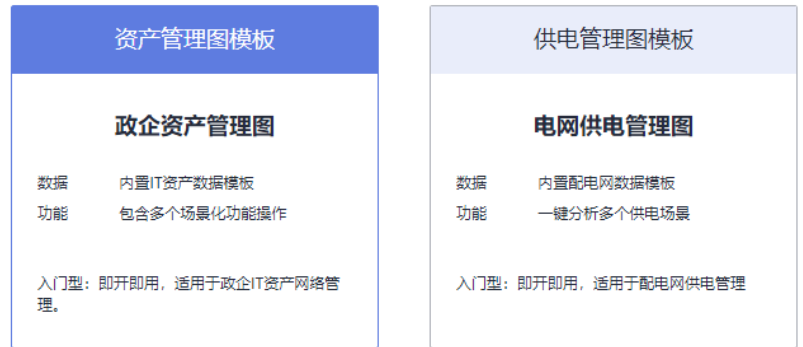 资产管理图模板
政企资产管理图
数据 内置IT资产数据模板
功能 包含多个场景化功能操作
入门型：即开即用，适用于政企IT资产网络管
理。
供电管理图模板
电网供电管理图
数据 内置配电网数据模板
功能 一键分析多个供电场景
入门型：即开即用，适用于配电网供电管理